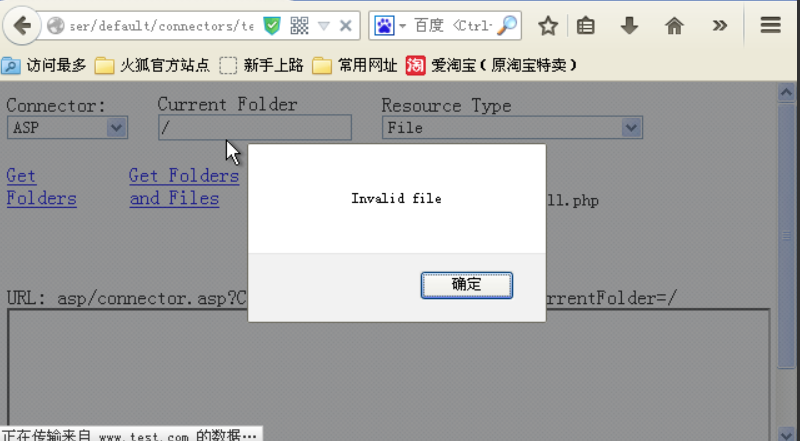 ser/default/connectors/te
百度 <Ctrl-
访问最多 火狐官方站点 新手上路 常用网址 淘 爱淘宝(原淘宝特卖)
Connector: Current Folder Resource Type
ASP / File
Get Folders
Get Folders and Files
ll.php
Invalid file
确定
URL: asp/connector.asp?C
rrentFolder=/
正在传输来自 www.test.com 的数据…